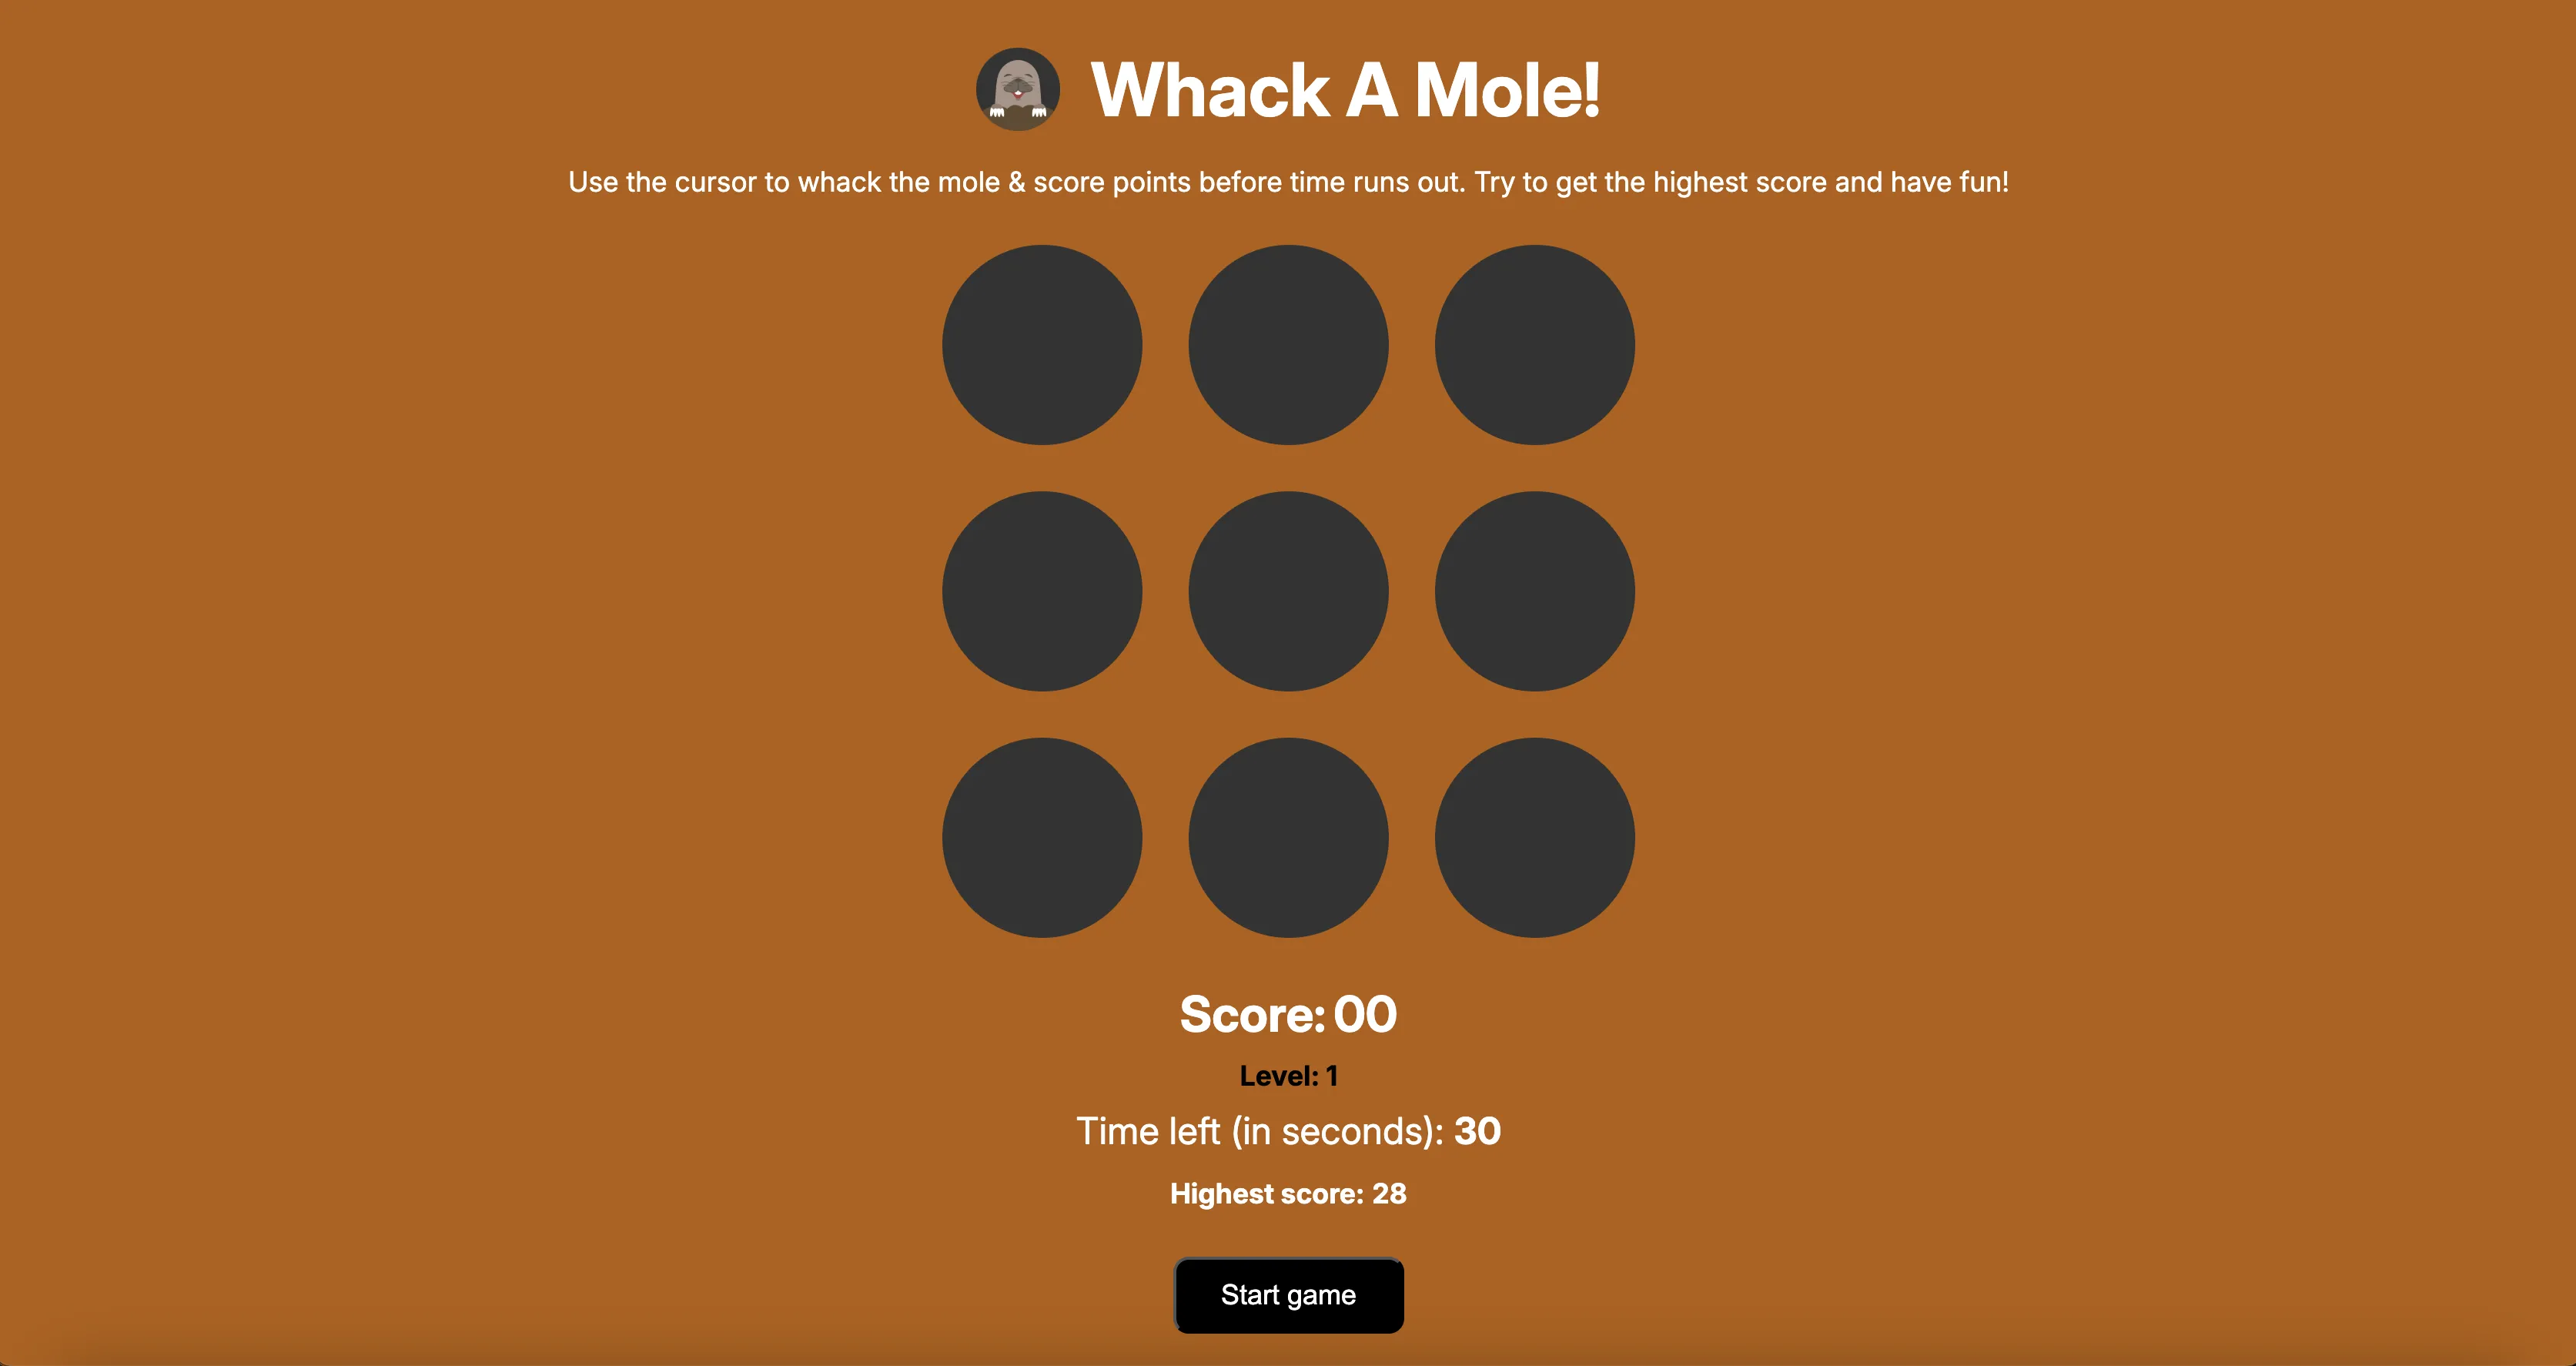 Whack A Mole!
Use the cursor to whack the mole & score points before time runs out. Try to get the highest score and have fun!
Score: 00
Level: 1
Time left (in seconds): 30
Highest score: 28
Start game